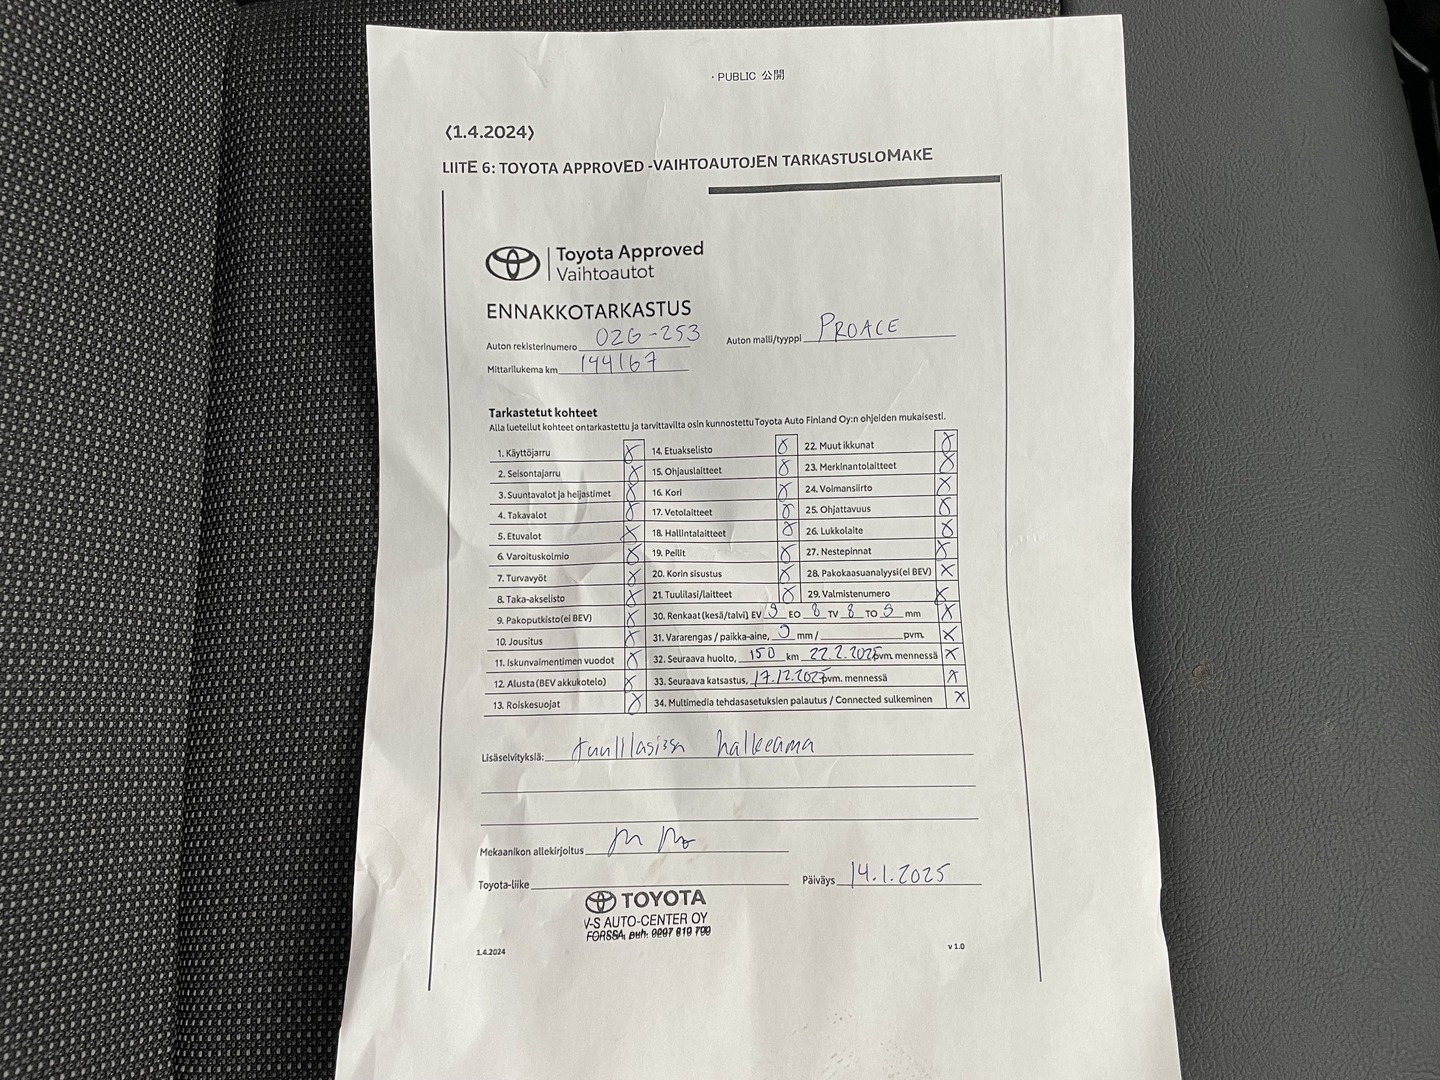 · PUBLIC 公開
(1.4.2024)
LIITE 6: TOYOTA APPROVED -VAIHTOAUTOJEN TARKASTUSLOMAKE
Toyota Approved
Vaihtoautot
ENNAKKOTARKASTUS
Auton rekisterinumero OZG-253 Auton malli/tyyppi PROACE
Mittarilukema km 144167
Tarkastetut kohteet
Alla luetellut kohteet ontarkastettu ja tarvittavilta osin kunnostettu Toyota Auto Finland Oy:n ohjeiden mukaisesti.
1. Käyttöjarru X 14. Etuakselisto X 22. Muut ikkunat X
2. Seisontajarru X 15. Ohjauslaitteet X 23. Merkinantolaitteet X
3. Suuntavalot ja heijastimet X 16. Kori X 24. Voimansiirto X
4. Takavalot X 17. Vetolaitteet X 25. Ohjattavuus X
5. Etuvalot X 18. Hallintalaitteet X 26. Lukkolaite X
6. Varoituskolmio X 19. Peilit X 27. Nestepinnat X
7. Turvavyöt X 20. Korin sisustus X 28. Pakokaasuanalyysi(ei BEV) X
8. Taka-akselisto X 21. Tuulilasi/laitteet X 29. Valmistenumero X
9. Pakoputkisto(ei BEV) X 30. Renkaat (kesä/talvi) EV 9 EO 8 TV 8 TO 9 mm X
10. Jousitus X 31. Vararengas / paikka-aine, mm / pvm. X
11. Iskunvaimentimen vuodot X 32. Seuraava huolto, 150 km 22.2.2025 pvm. mennessä X
12. Alusta (BEV akkukotelo) X 33. Seuraava katsastus, 17.12.2025 pvm. mennessä X
13. Roiskesuojat X 34. Multimedia tehdasasetuksien palautus / Connected sulkeminen X
Lisäselvityksiä: tuulilasissa halkeama
Mekaanikon allekirjoitus
Toyota-liike Päiväys 14.1.2025
TOYOTA
V-S AUTO-CENTER OY
FORSSA, puh.
1.4.2024 v 1.0